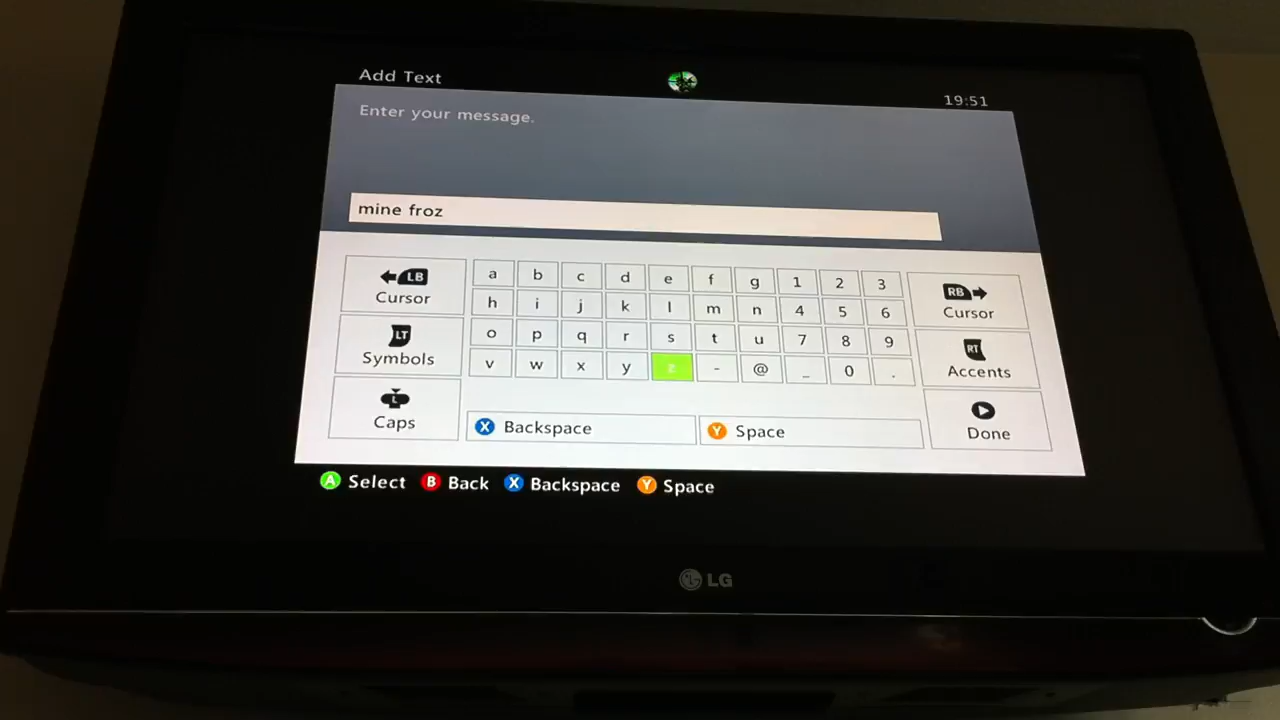 Add Text
19:51
Enter your message.
mine froz
LB
Cursor
a b c d e f g 1 2 3
RB
Cursor
h i j k l m n 4 5 6
LT
Symbols
o p q r s t u 7 8 9
RT
Accents
v w x y z - @ _ 0 .
L
Caps
X Backspace
Y Space
Done
A Select B Back X Backspace Y Space
LG